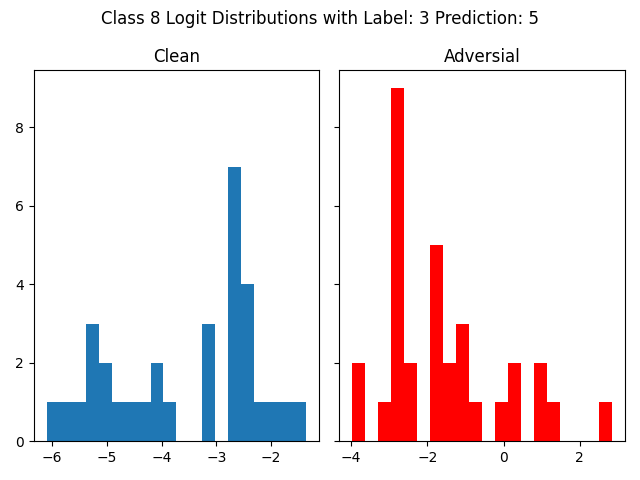 Class 8 Logit Distributions with Label: 3 Prediction: 5
Clean
Adversial
8
6
4
2
0
−6 −5 −4 −3 −2
−4 −2 0 2